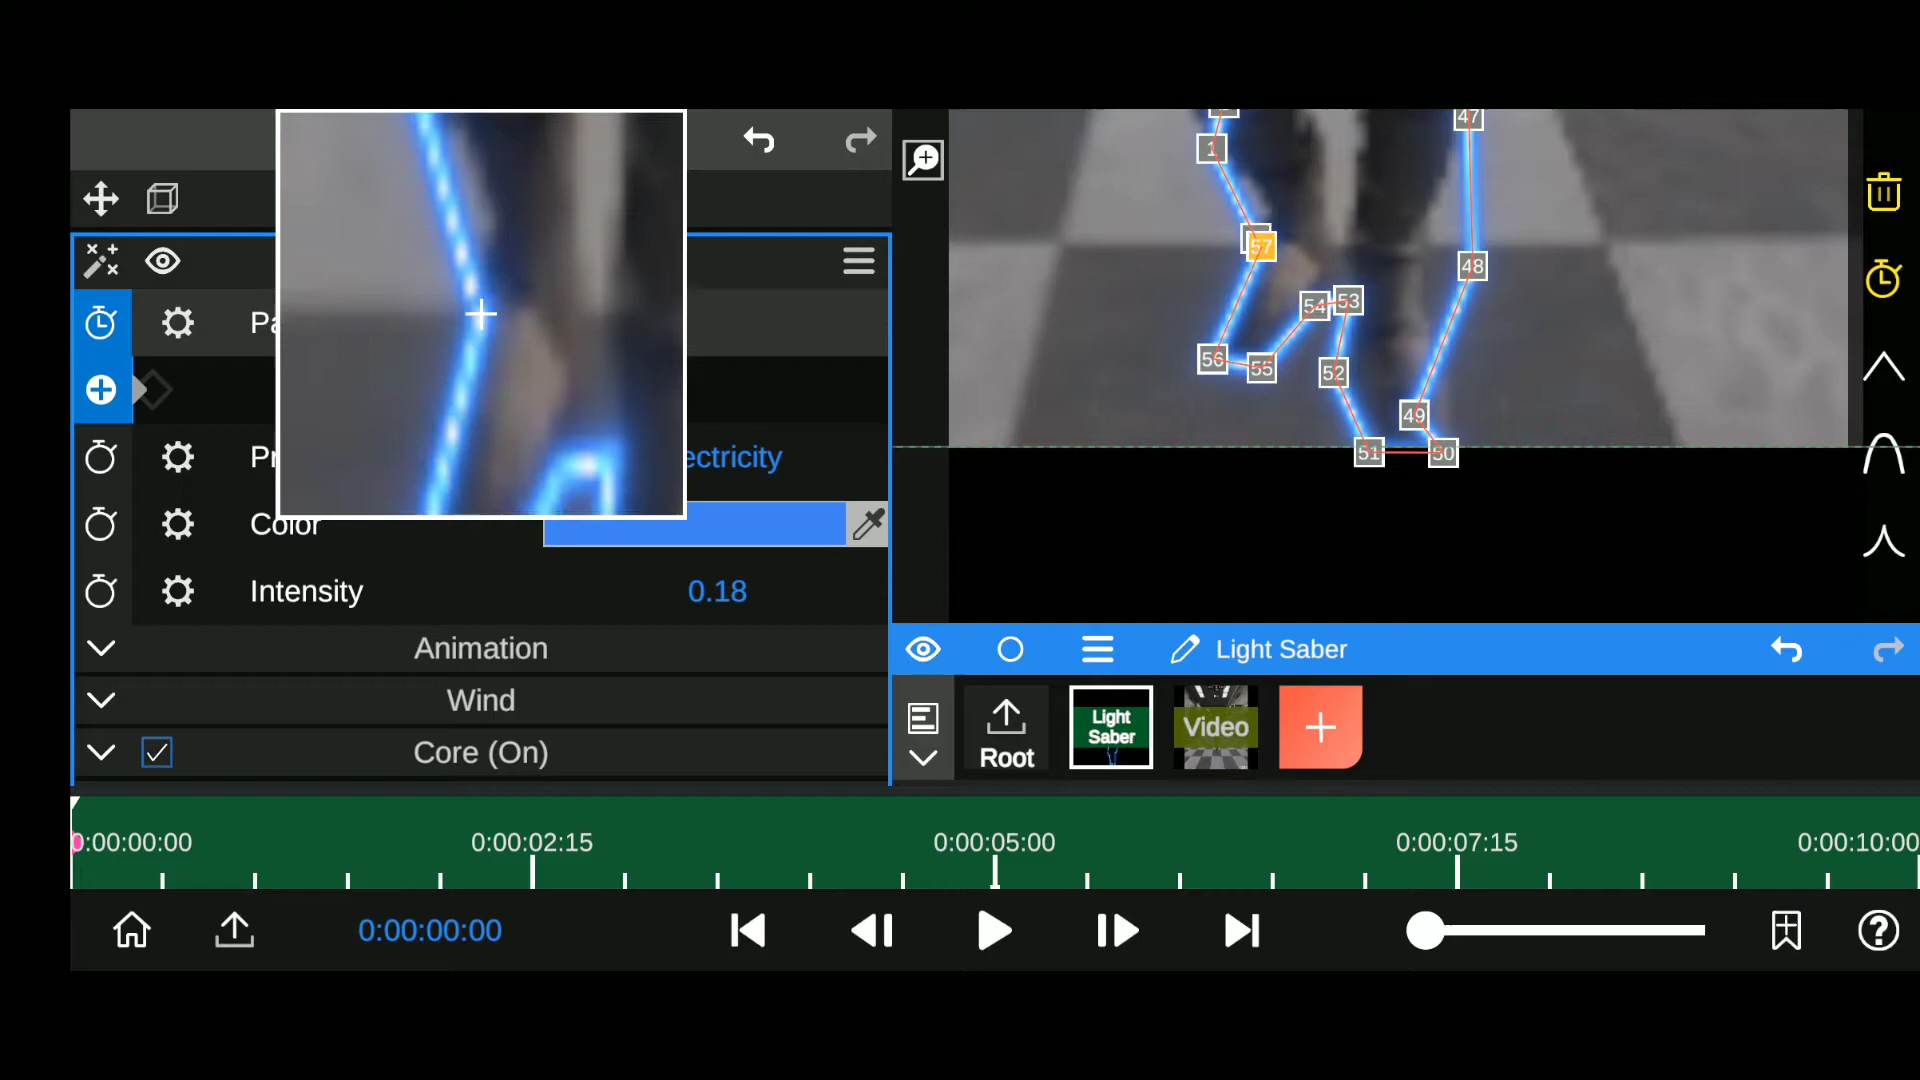 47
1
57
48
54 53
56 55
52
49
51 50
Pa
Pr
ectricity
Color
Intensity 0.18
Animation
Wind
Core (On)
Light Saber
Root
Light
Saber
Video
0:00:00:00 0:00:02:15 0:00:05:00 0:00:07:15 0:00:10:00
0:00:00:00